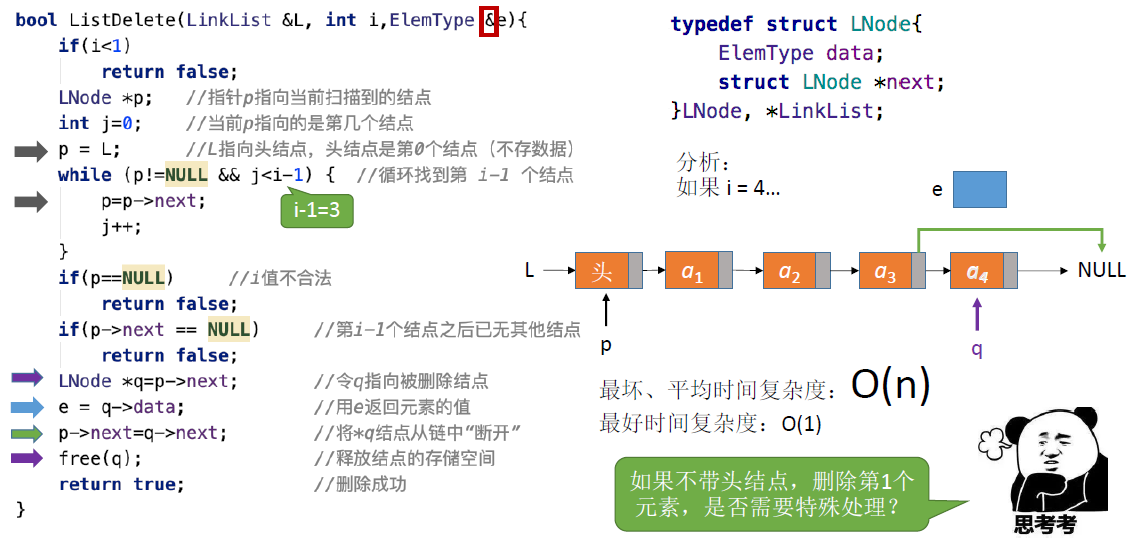 bool ListDelete(LinkList &L, int i,ElemType &e){
if(i<1)
return false;
LNode *p; //指针p指向当前扫描到的结点
int j=0; //当前p指向的是第几个结点
p = L; //L指向头结点，头结点是第0个结点（不存数据）
while (p!=NULL && j<i-1) { //循环找到第 i-1 个结点
p=p->next;
i-1=3
j++;
}
if(p==NULL) //i值不合法
return false;
if(p->next == NULL) //第i-1个结点之后已无其他结点
return false;
LNode *q=p->next; //令q指向被删除结点
e = q->data; //用e返回元素的值
p->next=q->next; //将*q结点从链中“断开”
free(q); //释放结点的存储空间
return true; //删除成功
}
typedef struct LNode{
ElemType data;
struct LNode *next;
}LNode, *LinkList;
分析：
如果 i = 4…
e
L 头 a1 a2 a3 a4 NULL
p q
最坏、平均时间复杂度：O(n)
最好时间复杂度：O(1)
如果不带头结点，删除第1个
元素，是否需要特殊处理？
思考考